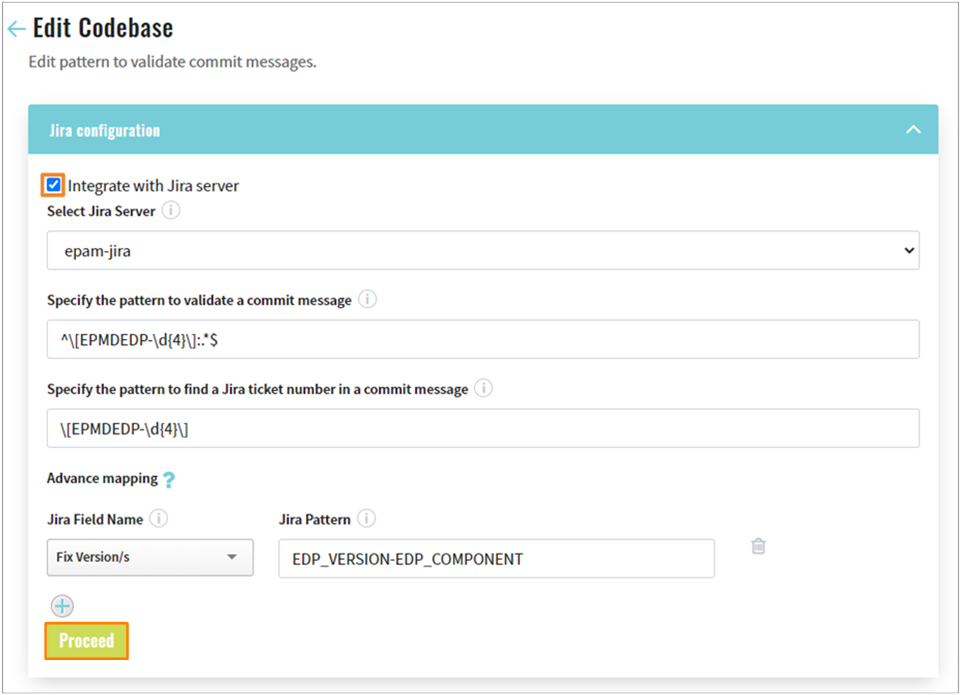 Edit Codebase
Edit pattern to validate commit messages.
Jira configuration
Integrate with Jira server
Select Jira Server
epam-jira
Specify the pattern to validate a commit message
^\[EPMDEDP-\d{4}\]:.*$
Specify the pattern to find a Jira ticket number in a commit message
\[EPMDEDP-\d{4}\]
Advance mapping ?
Jira Field Name Jira Pattern
Fix Version/s EDP_VERSION-EDP_COMPONENT
Proceed